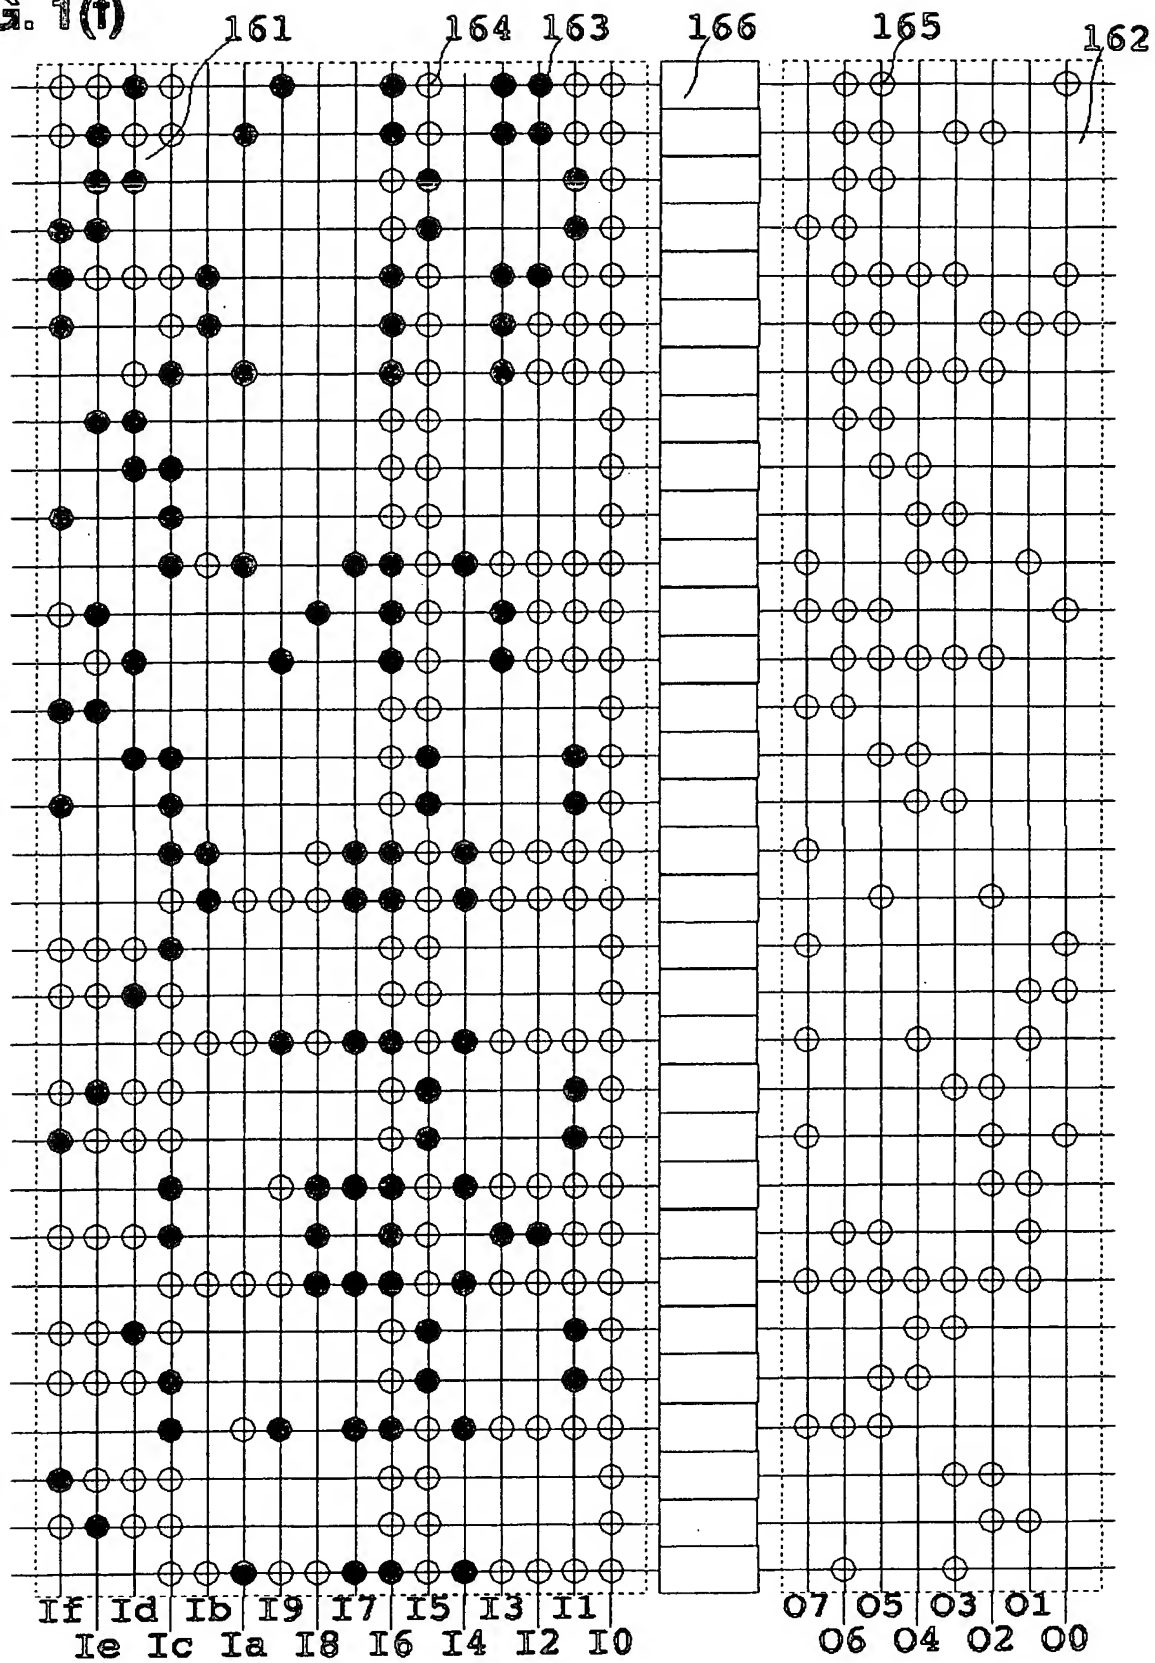 1(f)
161 164 163 166 165 162
If Id Ib I9 I7 I5 I3 I1 O7 O5 O3 O1
Ie Ic Ia I8 I6 I4 I2 I0 O6 O4 O2 O0